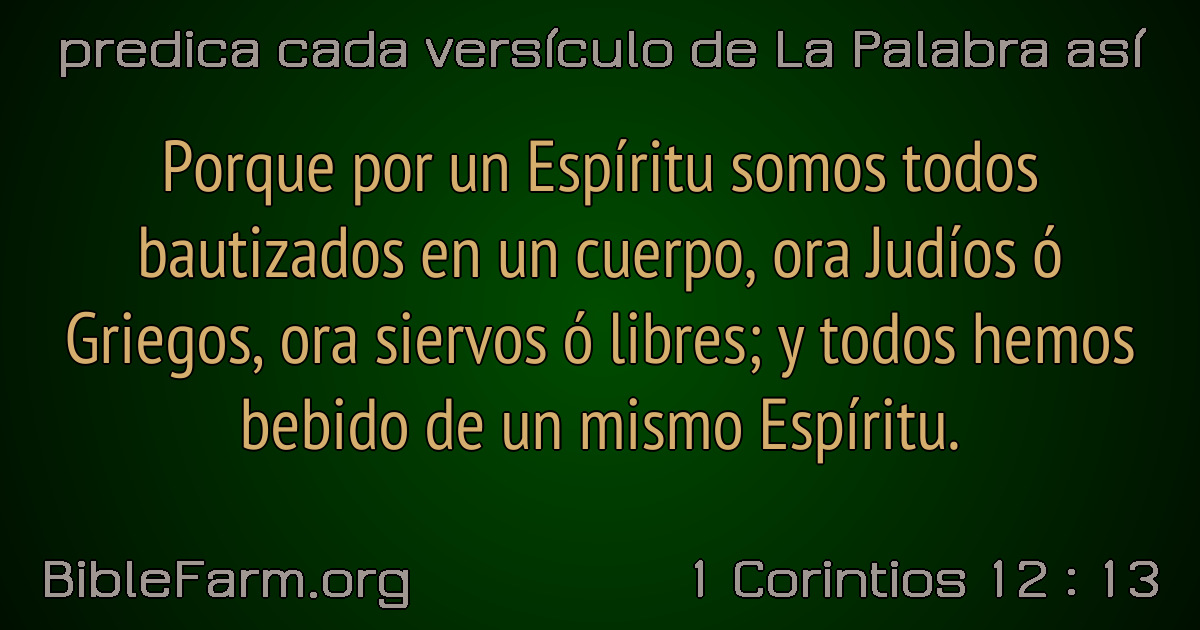 predica cada versículo de La Palabra así
Porque por un Espíritu somos todos
bautizados en un cuerpo, ora Judíos ó
Griegos, ora siervos ó libres; y todos hemos
bebido de un mismo Espíritu.
BibleFarm.org
1 Corintios 12 : 13